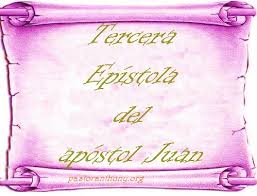 Tercera
Epístola
del
apóstol Juan
pastoranthony.org